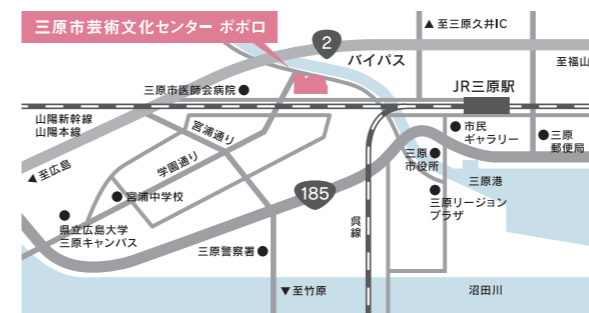 三原市芸術文化センター ポポロ
2
▲至三原久井IC
バイパス
至福山
三原市医師会病院
JR三原駅
山陽新幹線
山陽本線
宮浦通り
市民
ギャラリー
三原
郵便局
学園通り
三原
市役所
◀至広島
三原港
185
宮浦中学校
三原リージョン
プラザ
県立広島大学
三原キャンパス
呉線
三原警察署
▼至竹原
沼田川